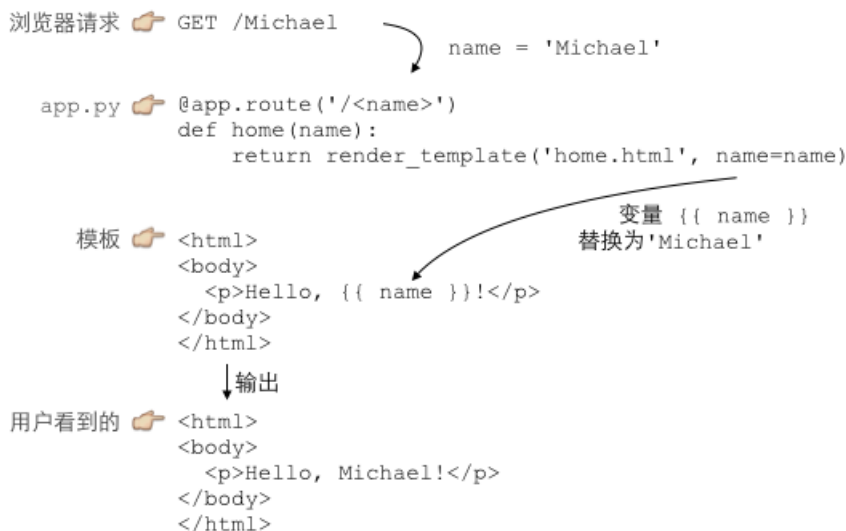 浏览器请求 GET /Michael
name = 'Michael'
app.py @app.route('/<name>')
def home(name):
return render_template('home.html', name=name)
变量 {{ name }}
替换为'Michael'
模板 <html>
<body>
<p>Hello, {{ name }}!</p>
</body>
</html>
输出
用户看到的 <html>
<body>
<p>Hello, Michael!</p>
</body>
</html>